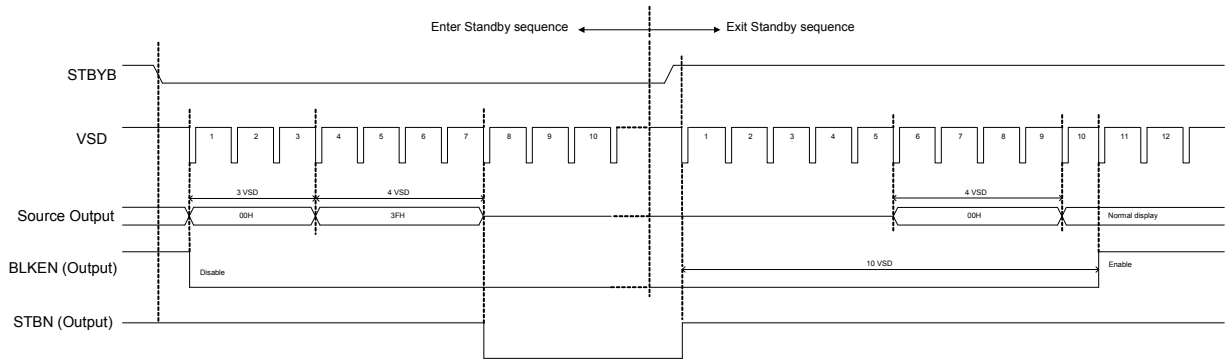 Enter Standby sequence
Exit Standby sequence
STBYB
VSD
1 2 3 4 5 6 7 8 9 10 1 2 3 4 5 6 7 8 9 10 11 12
3 VSD 4 VSD 4 VSD
Source Output
00H 3FH 00H Normal display
BLKEN (Output)
Disable 10 VSD Enable
STBN (Output)